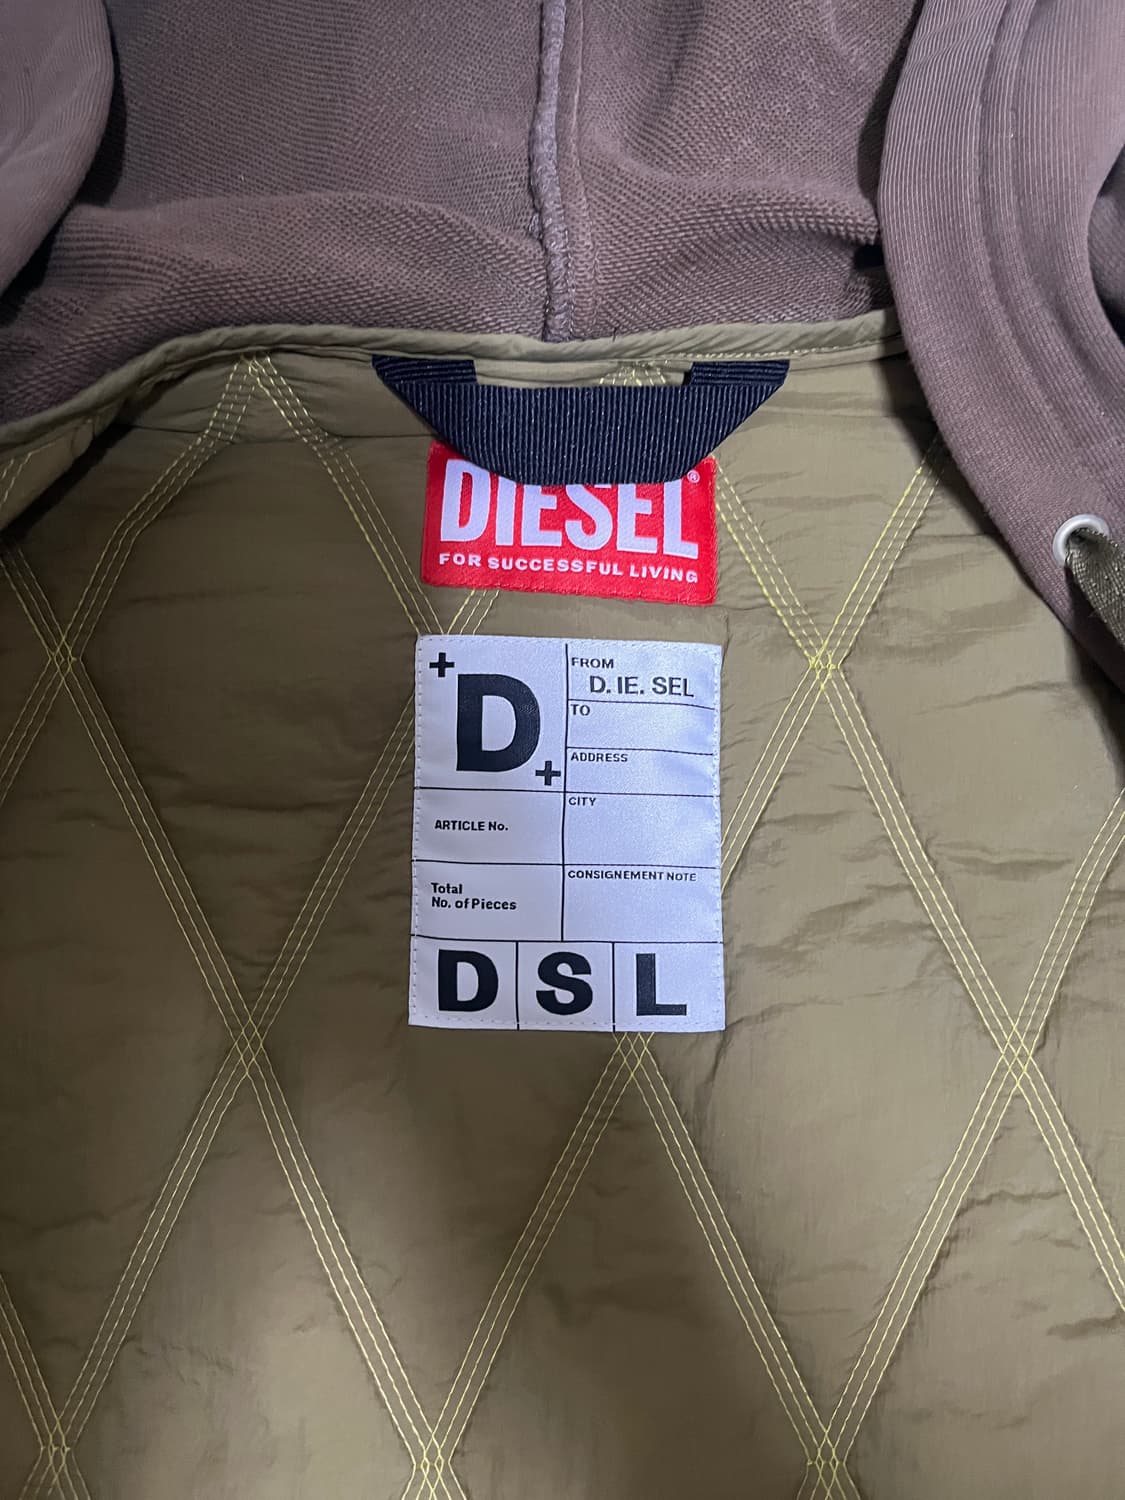 DIESEL®
FOR SUCCESSFUL LIVING
+
D
+
FROM
D. IE. SEL
TO
ADDRESS
CITY
ARTICLE No.
CONSIGNEMENT NOTE
Total
No. of Pieces
D S L